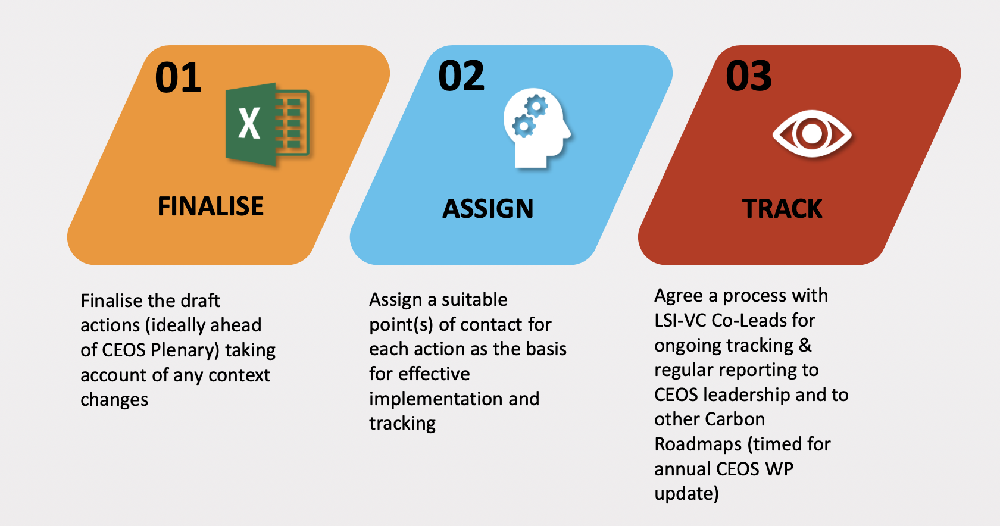 01
X
FINALISE
Finalise the draft
actions (ideally ahead
of CEOS Plenary) taking
account of any context
changes
02
ASSIGN
Assign a suitable
point(s) of contact for
each action as the basis
for effective
implementation and
tracking
03
TRACK
Agree a process with
LSI-VC Co-Leads for
ongoing tracking &
regular reporting to
CEOS leadership and to
other Carbon
Roadmaps (timed for
annual CEOS WP
update)